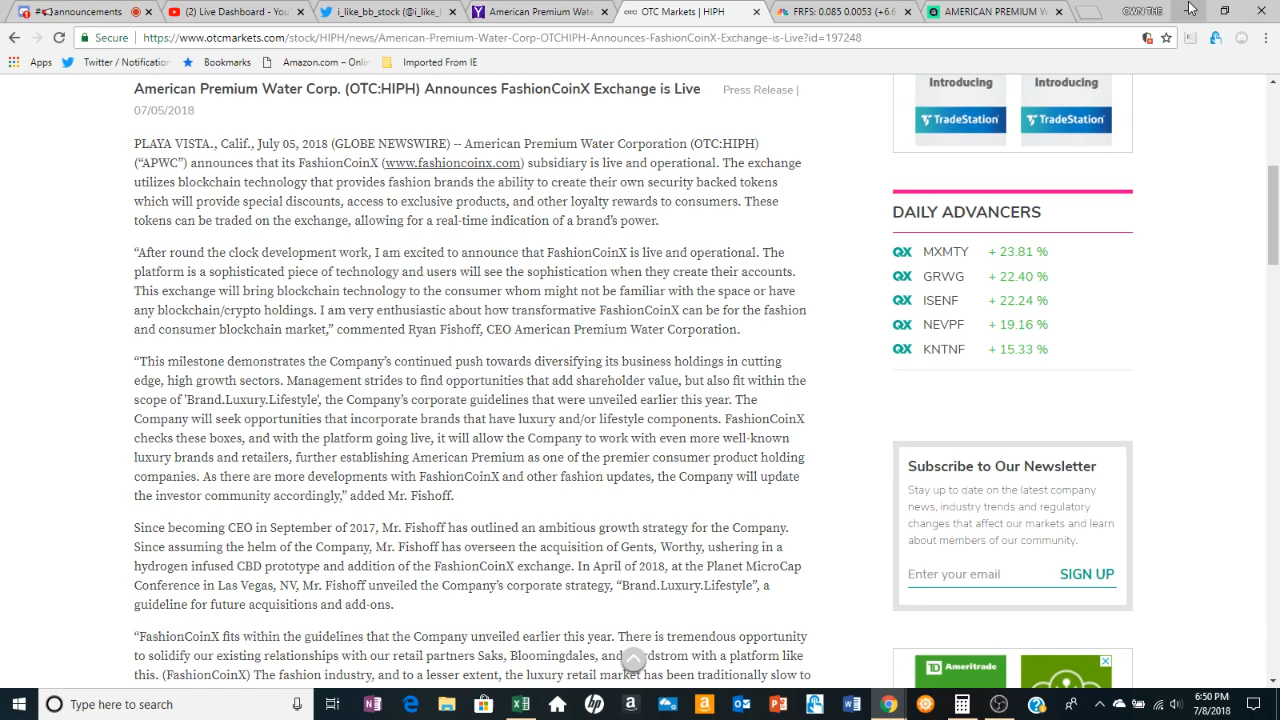 #📢announcements
(2) Live Dashboard - You
i_like_bb_stock (@i_like_
American Premium Water
OTC Markets | HIPH
FRFS: 0.085 0.0053 (+6.6
AMERICAN PREMIUM W
OWN THE
Secure
https://www.otcmarkets.com/stock/HIPH/news/American-Premium-Water-Corp-OTCHIPH-Announces-FashionCoinX-Exchange-is-Live?id=197248
Apps
Twitter / Notification
Bookmarks
Amazon.com – Onli
Imported From IE
American Premium Water Corp. (OTC:HIPH) Announces FashionCoinX Exchange is Live
Press Release |
07/05/2018
PLAYA VISTA., Calif., July 05, 2018 (GLOBE NEWSWIRE) -- American Premium Water Corporation (OTC:HIPH)
(“APWC”) announces that its FashionCoinX (www.fashioncoinx.com) subsidiary is live and operational. The exchange
utilizes blockchain technology that provides fashion brands the ability to create their own security backed tokens
which will provide special discounts, access to exclusive products, and other loyalty rewards to consumers. These
tokens can be traded on the exchange, allowing for a real-time indication of a brand’s power.
“After round the clock development work, I am excited to announce that FashionCoinX is live and operational. The
platform is a sophisticated piece of technology and users will see the sophistication when they create their accounts.
This exchange will bring blockchain technology to the consumer whom might not be familiar with the space or have
any blockchain/crypto holdings. I am very enthusiastic about how transformative FashionCoinX can be for the fashion
and consumer blockchain market,” commented Ryan Fishoff, CEO American Premium Water Corporation.
“This milestone demonstrates the Company’s continued push towards diversifying its business holdings in cutting
edge, high growth sectors. Management strides to find opportunities that add shareholder value, but also fit within the
scope of 'Brand.Luxury.Lifestyle', the Company’s corporate guidelines that were unveiled earlier this year. The
Company will seek opportunities that incorporate brands that have luxury and/or lifestyle components. FashionCoinX
checks these boxes, and with the platform going live, it will allow the Company to work with even more well-known
luxury brands and retailers, further establishing American Premium as one of the premier consumer product holding
companies. As there are more developments with FashionCoinX and other fashion updates, the Company will update
the investor community accordingly,” added Mr. Fishoff.
Since becoming CEO in September of 2017, Mr. Fishoff has outlined an ambitious growth strategy for the Company.
Since assuming the helm of the Company, Mr. Fishoff has overseen the acquisition of Gents, Worthy, ushering in a
hydrogen infused CBD prototype and addition of the FashionCoinX exchange. In April of 2018, at the Planet MicroCap
Conference in Las Vegas, NV, Mr. Fishoff unveiled the Company’s corporate strategy, “Brand.Luxury.Lifestyle”, a
guideline for future acquisitions and add-ons.
“FashionCoinX fits within the guidelines that the Company unveiled earlier this year. There is tremendous opportunity
to solidify our existing relationships with our retail partners Saks, Bloomingdales, and rdstrom with a platform like
this. (FashionCoinX) The fashion industry, and to a lesser extent, the luxury retail market has been traditionally slow to
Introducing
Introducing
TradeStation
TradeStation
DAILY ADVANCERS
QX MXMTY + 23.81 %
QX GRWG + 22.40 %
QX ISENF + 22.24 %
QX NEVPF + 19.16 %
QX KNTNF + 15.33 %
Subscribe to Our Newsletter
Stay up to date on the latest company
news, industry trends and regulatory
changes that affect our markets and learn
about members of our community.
Enter your email
SIGN UP
Ameritrade
Type here to search
6:50 PM
7/8/2018